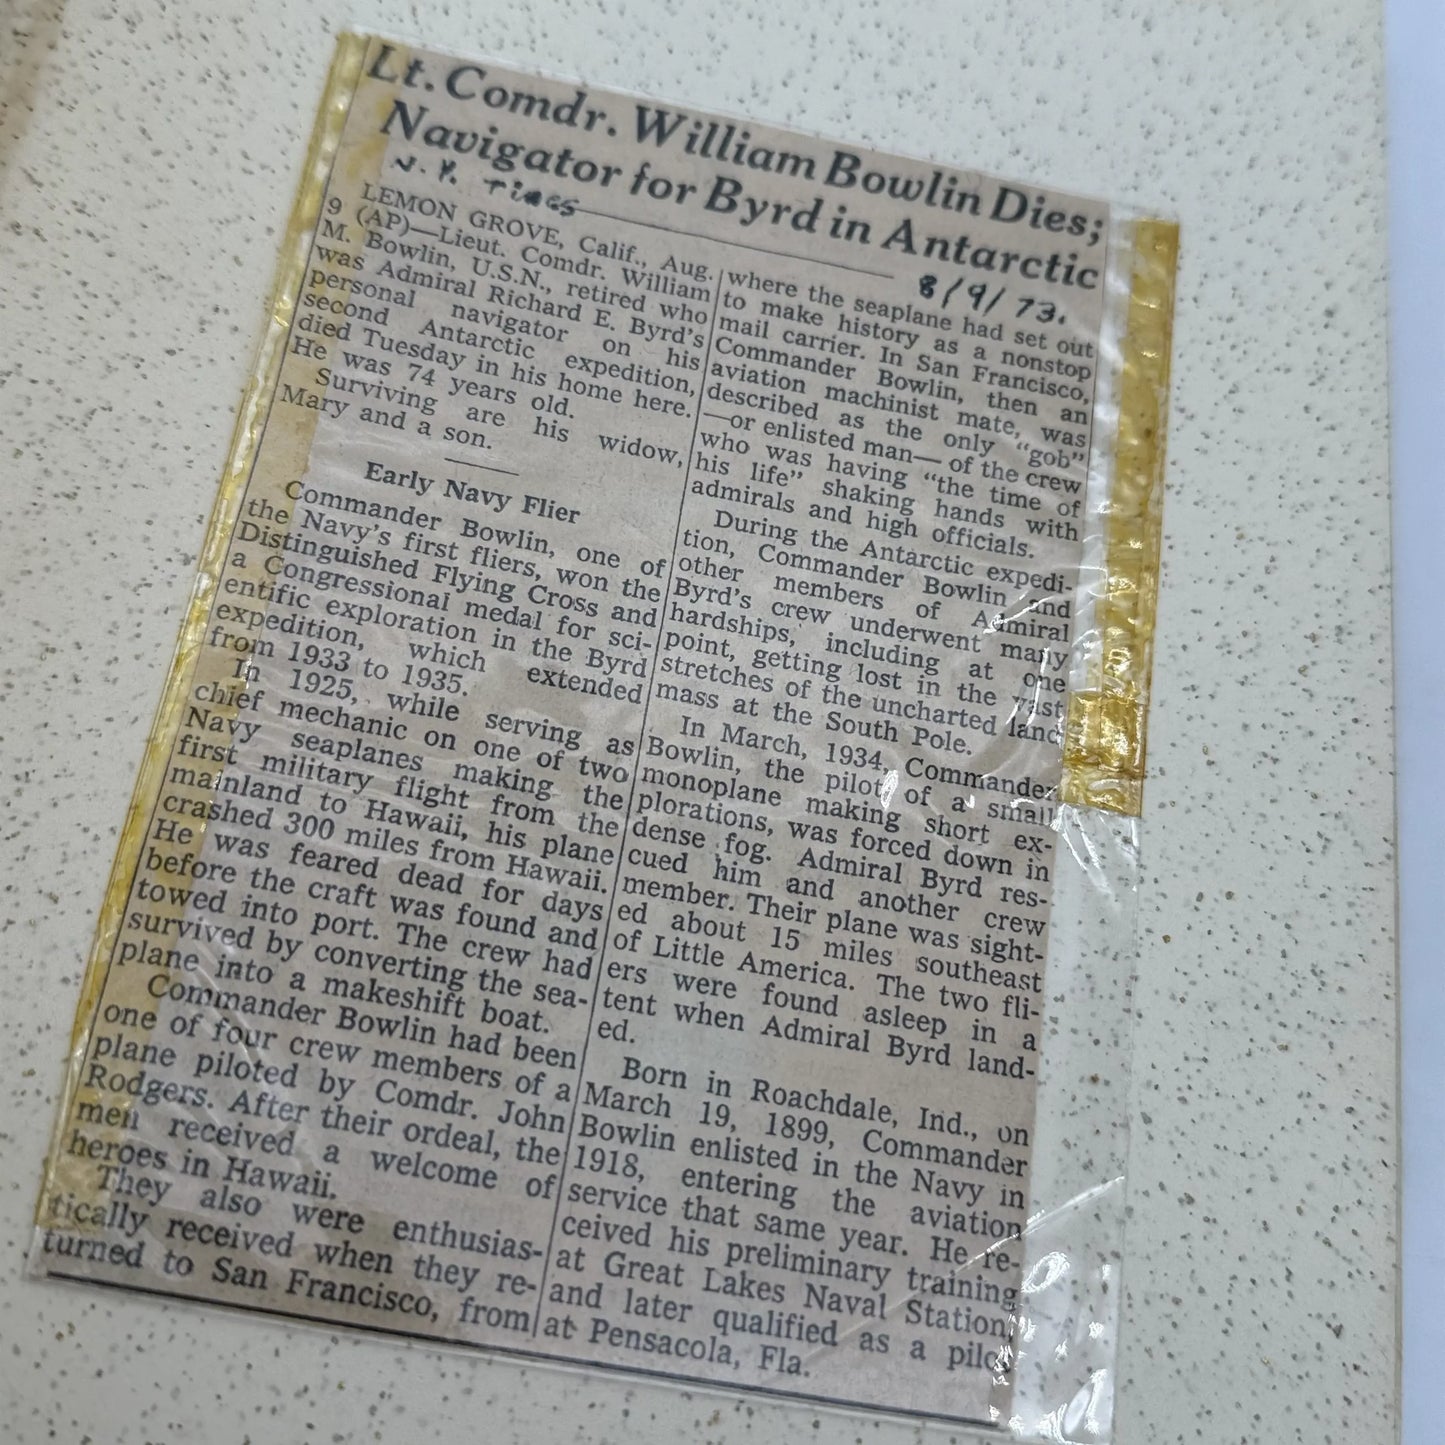 Lt. Comdr. William Bowlin Dies;
Navigator for Byrd in Antarctic
N.Y. Times
8/9/73.
LEMON GROVE, Calif., Aug.
9 (AP)—Lieut. Comdr. William
M. Bowlin, U.S.N., retired who
was Admiral Richard E. Byrd's
personal navigator on his
second Antarctic expedition,
died Tuesday in his home here.
He was 74 years old.
Surviving are his widow,
Mary and a son.
Early Navy Flier
Commander Bowlin, one of
the Navy's first fliers, won the
Distinguished Flying Cross and
a Congressional medal for sci-
entific exploration in the Byrd
expedition, which extended
from 1933 to 1935.
In 1925, while serving as
chief mechanic on one of two
Navy seaplanes making the
first military flight from the
mainland to Hawaii, his plane
crashed 300 miles from Hawaii.
He was feared dead for days
before the craft was found and
towed into port. The crew had
survived by converting the sea-
plane into a makeshift boat.
Commander Bowlin had been
one of four crew members of a
plane piloted by Comdr. John
Rodgers. After their ordeal, the
men received a welcome of
heroes in Hawaii.
They also were enthusias-
tically received when they re-
turned to San Francisco, from
where the seaplane had set out
to make history as a nonstop
mail carrier. In San Francisco,
Commander Bowlin, then an
aviation machinist mate, was
described as the only "gob"
—or enlisted man— of the crew
who was having "the time of
his life" shaking hands with
admirals and high officials.
During the Antarctic expedi-
tion, Commander Bowlin and
other members of Admiral
Byrd's crew underwent many
hardships, including at one
point, getting lost in the vast
stretches of the uncharted land
mass at the South Pole.
In March, 1934, Commander
Bowlin, the pilot of a small
monoplane making short ex-
plorations, was forced down in
dense fog. Admiral Byrd res-
cued him and another crew
member. Their plane was sight-
ed about 15 miles southeast
of Little America. The two fli-
ers were found asleep in a
tent when Admiral Byrd land-
ed.
Born in Roachdale, Ind., on
March 19, 1899, Commander
Bowlin enlisted in the Navy in
1918, entering the aviation
service that same year. He re-
ceived his preliminary training
at Great Lakes Naval Station,
and later qualified as a pilot
at Pensacola, Fla.